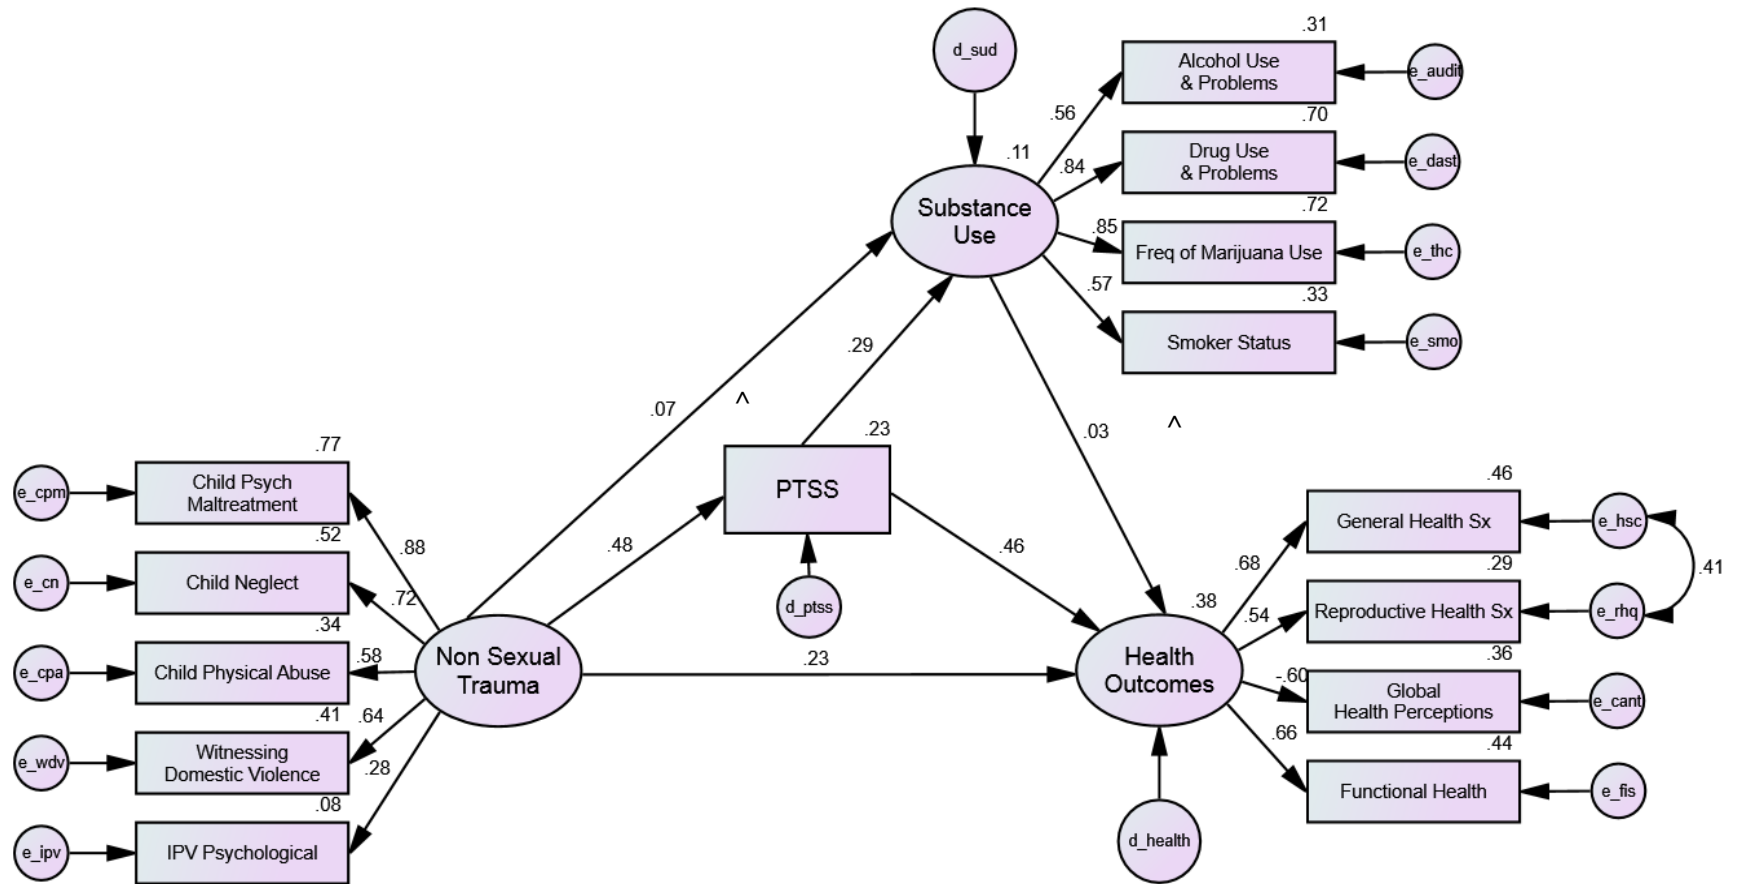 d_sud
.31
Alcohol Use
& Problems
e_audit
.56
.70
.11
Drug Use
& Problems
e_dast
.84
.72
Substance
Use
.85
Freq of Marijuana Use
e_thc
.57
.33
Smoker Status
e_smo
.29
^
.07
.03
^
.23
PTSS
d_ptss
.48
.46
.77
Child Psych
Maltreatment
e_cpm
.88
.52
Child Neglect
e_cn
.72
.34
Child Physical Abuse
e_cpa
.58
Non Sexual
Trauma
.41
.64
Witnessing
Domestic Violence
e_wdv
.28
.08
IPV Psychological
e_ipv
.23
.38
Health
Outcomes
d_health
.46
General Health Sx
e_hsc
.68
.29
.41
Reproductive Health Sx
e_rhq
.54
.36
-.60
Global
Health Perceptions
e_cant
.66
.44
Functional Health
e_fis